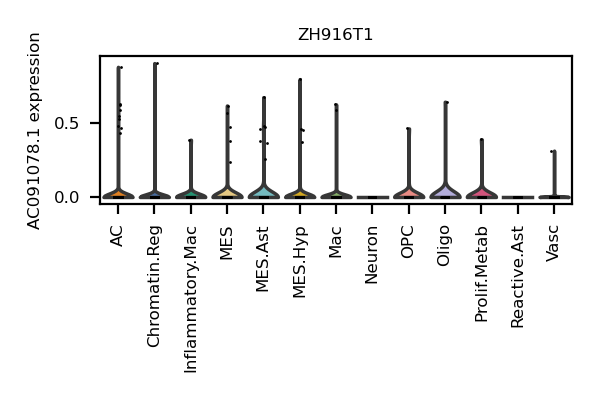 ZH916T1
AC091078.1 expression
0.5
0.0
AC
Chromatin.Reg
Inflammatory.Mac
MES
MES.Ast
MES.Hyp
Mac
Neuron
OPC
Oligo
Prolif.Metab
Reactive.Ast
Vasc